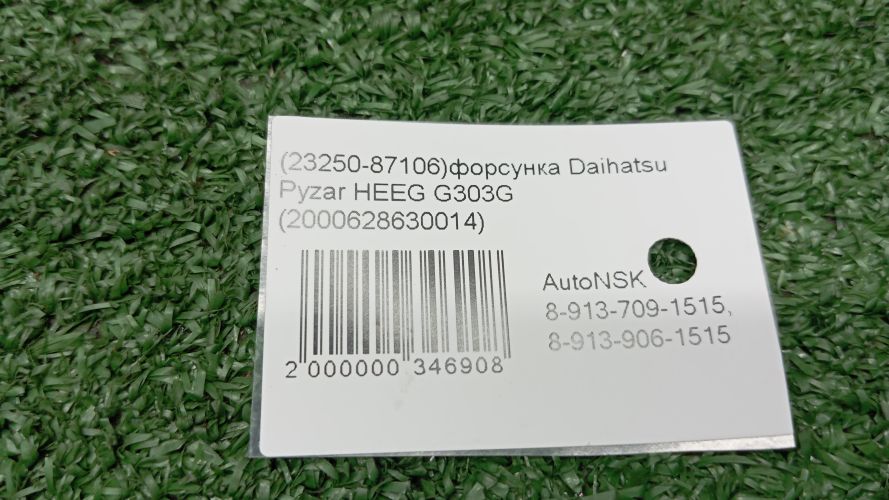 (23250-87106)форсунка Daihatsu
Pyzar HEEG G303G
(2000628630014)
AutoNSK
8-913-709-1515,
8-913-906-1515
2 000000 346908